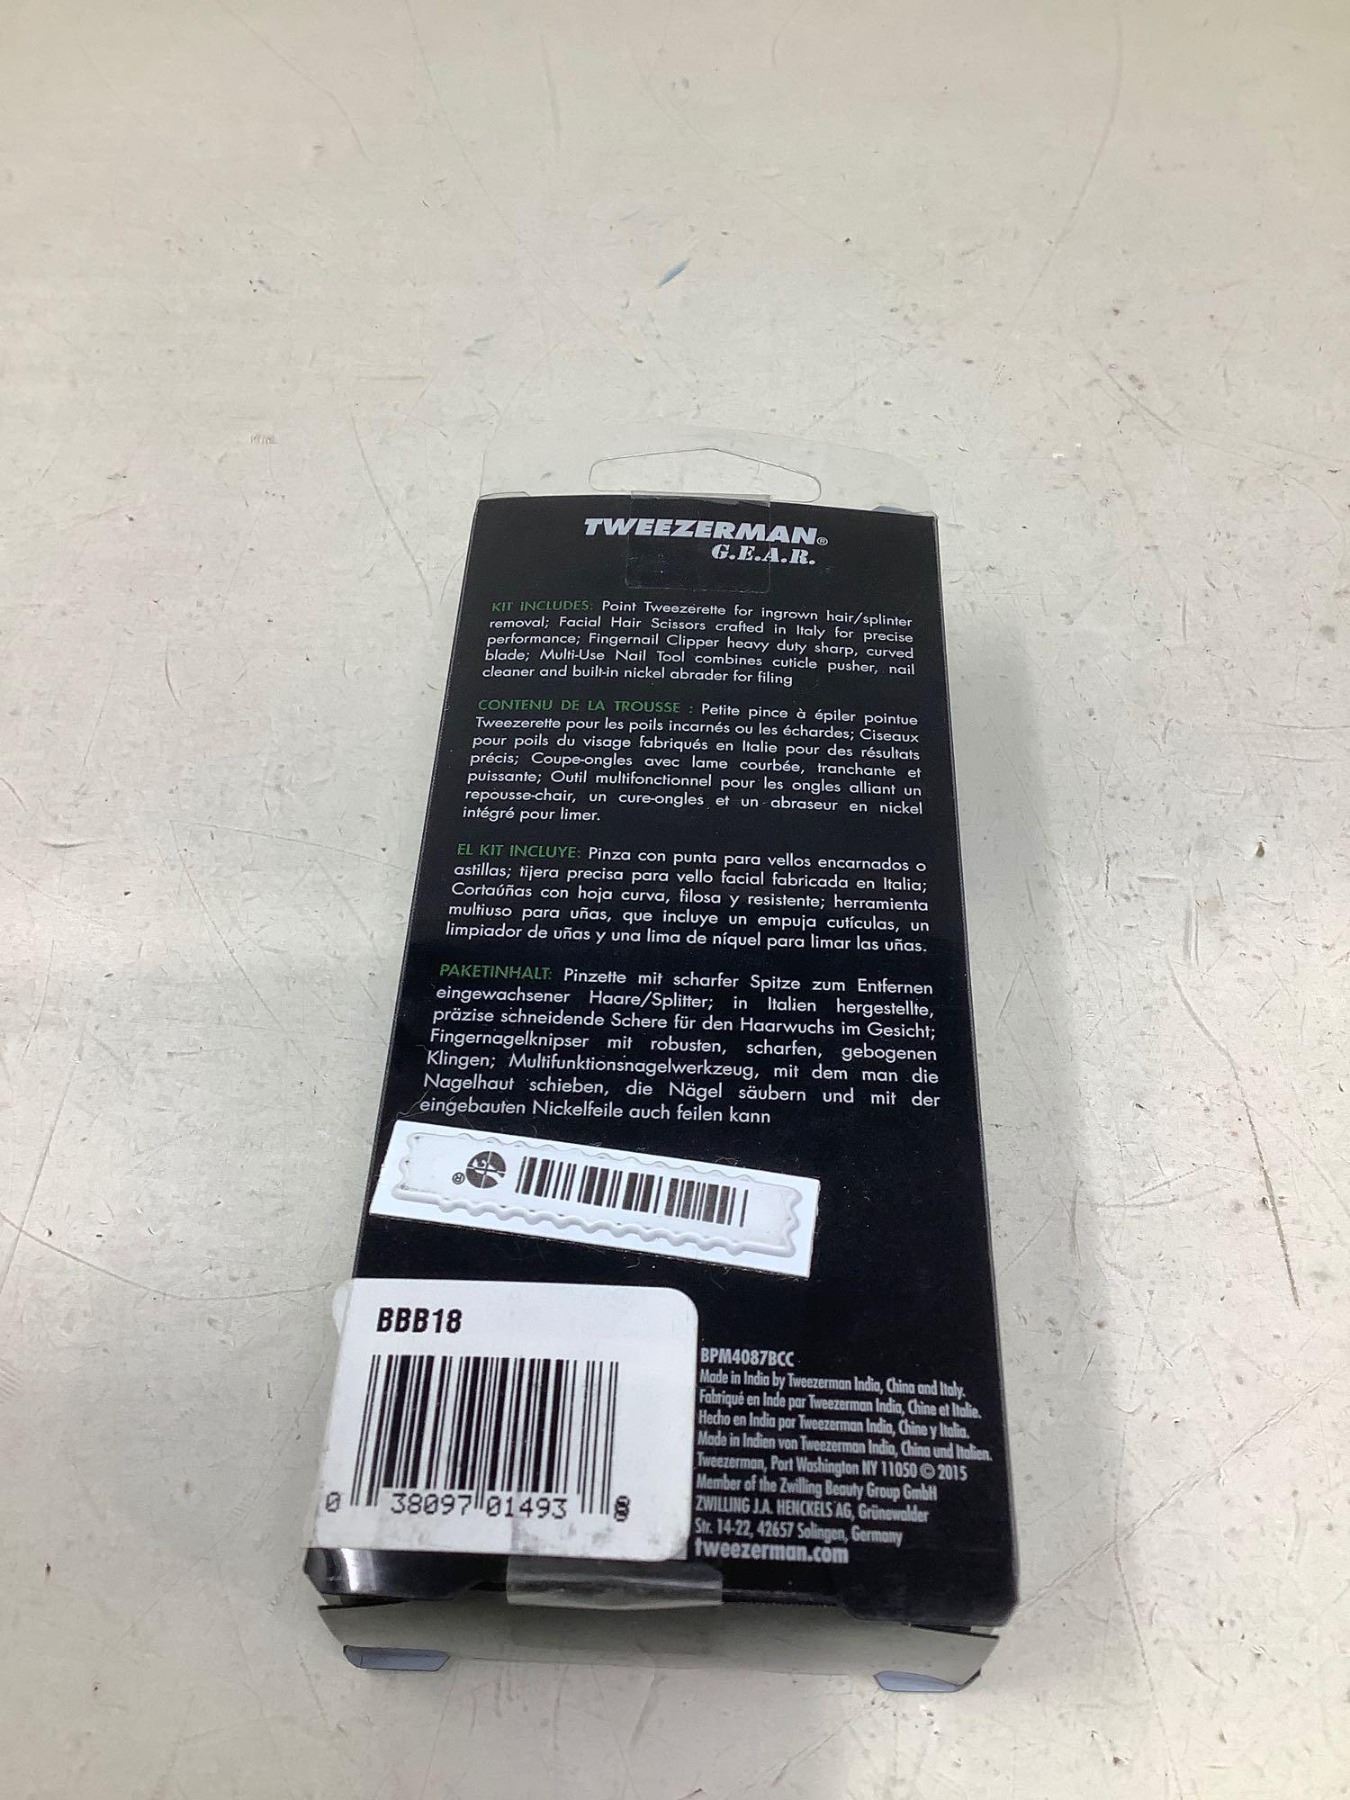 TWEEZERMAN®
G.E.A.R.
KIT INCLUDES: Point Tweezerette for ingrown hair/splinter
removal; Facial Hair Scissors crafted in Italy for precise
performance; Fingernail Clipper heavy duty sharp, curved
blade; Multi-Use Nail Tool combines cuticle pusher, nail
cleaner and built-in nickel abrader for filing
CONTENU DE LA TROUSSE : Petite pince à épiler pointue
Tweezerette pour les poils incarnés ou les échardes; Ciseaux
pour poils du visage fabriqués en Italie pour des résultats
précis; Coupe-ongles avec lame courbée, tranchante et
puissante; Outil multifonctionnel pour les ongles alliant un
repousse-chair, un cure-ongles et un abraseur en nickel
intégré pour limer.
EL KIT INCLUYE: Pinza con punta para vellos encarnados o
astillas; tijera precisa para vello facial fabricada en Italia;
Cortaúñas con hoja curva, filosa y resistente; herramienta
multiuso para uñas, que incluye un empuja cutículas, un
limpiador de uñas y una lima de níquel para limar las uñas.
PAKETINHALT: Pinzette mit scharfer Spitze zum Entfernen
eingewachsener Haare/Splitter; in Italien hergestellte,
präzise schneidende Schere für den Haarwuchs im Gesicht;
Fingernagelknipser mit robusten, scharfen, gebogenen
Klingen; Multifunktionsnagelwerkzeug, mit dem man die
Nagelhaut schieben, die Nägel säubern und mit der
eingebauten Nickelfeile auch feilen kann
®
BBB18
0 38097 01493 8
BPM4087BCC
Made in India by Tweezerman India, China and Italy.
Fabriqué en Inde par Tweezerman India, Chine et Italie.
Hecho en India por Tweezerman India, Chine y Italia.
Made in Indien von Tweezerman India, China und Italien.
Tweezerman, Port Washington NY 11050 © 2015
Member of the Zwilling Beauty Group GmbH
ZWILLING J.A. HENCKELS AG, Grünewalder
Str. 14-22, 42657 Solingen, Germany
tweezerman.com